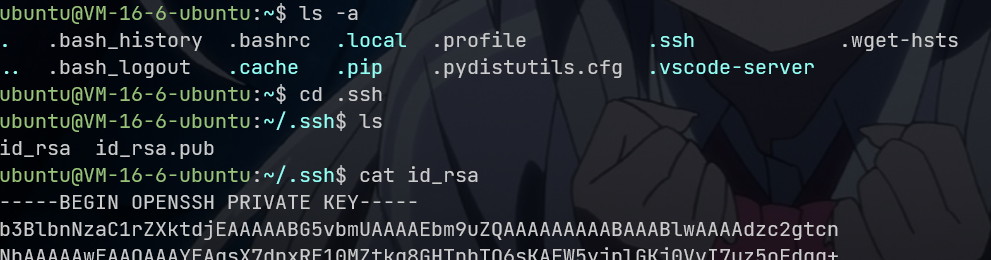 ubuntu@VM-16-6-ubuntu:~$ ls -a
. .bash_history .bashrc .local .profile .ssh .wget-hsts
.. .bash_logout .cache .pip .pydistutils.cfg .vscode-server
ubuntu@VM-16-6-ubuntu:~$ cd .ssh
ubuntu@VM-16-6-ubuntu:~/.ssh$ ls
id_rsa id_rsa.pub
ubuntu@VM-16-6-ubuntu:~/.ssh$ cat id_rsa
-----BEGIN OPENSSH PRIVATE KEY-----
b3BlbnNzaC1rZXktdjEAAAAABG5vbmUAAAAEbm9uZQAAAAAAAAABAAABlwAAAAdzc2gtcn